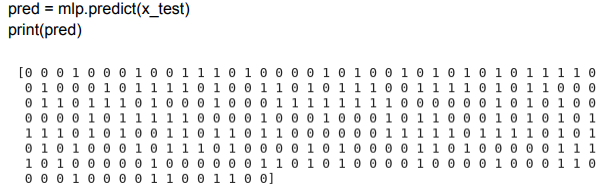 pred = mlp.predict(x_test)
print(pred)
[0 0 0 1 0 0 0 1 0 0 1 1 1 0 1 0 0 0 0 1 0 1 0 0 1 0 1 0 1 0 1 0 1 1 1 1 0
0 1 0 0 0 1 0 1 1 1 1 0 1 0 0 1 1 0 1 0 1 1 1 0 0 1 1 1 1 0 1 0 1 1 0 0 0
0 1 1 0 1 1 1 0 1 0 0 0 1 0 0 0 1 1 1 1 1 1 1 1 0 0 0 0 0 0 1 0 1 0 1 0 0
0 0 0 0 1 0 1 1 1 1 1 1 0 0 0 0 1 0 0 0 1 0 0 0 1 0 1 1 0 0 1 0 1 0 1 0 1
1 1 1 0 1 0 1 0 0 1 1 0 1 1 0 1 1 0 0 0 0 0 0 1 1 1 1 1 0 1 1 1 1 0 1 0 1
0 1 0 1 0 0 0 1 0 1 1 1 0 1 0 0 0 0 1 0 1 0 0 0 0 1 1 0 1 0 0 0 0 0 1 1 1
1 0 1 0 0 0 0 0 1 0 0 0 0 0 0 1 1 0 1 0 1 0 0 0 0 1 0 0 0 0 1 0 0 0 1 1 0
0 0 0 1 0 0 0 0 1 1 0 0 1 1 0 0]